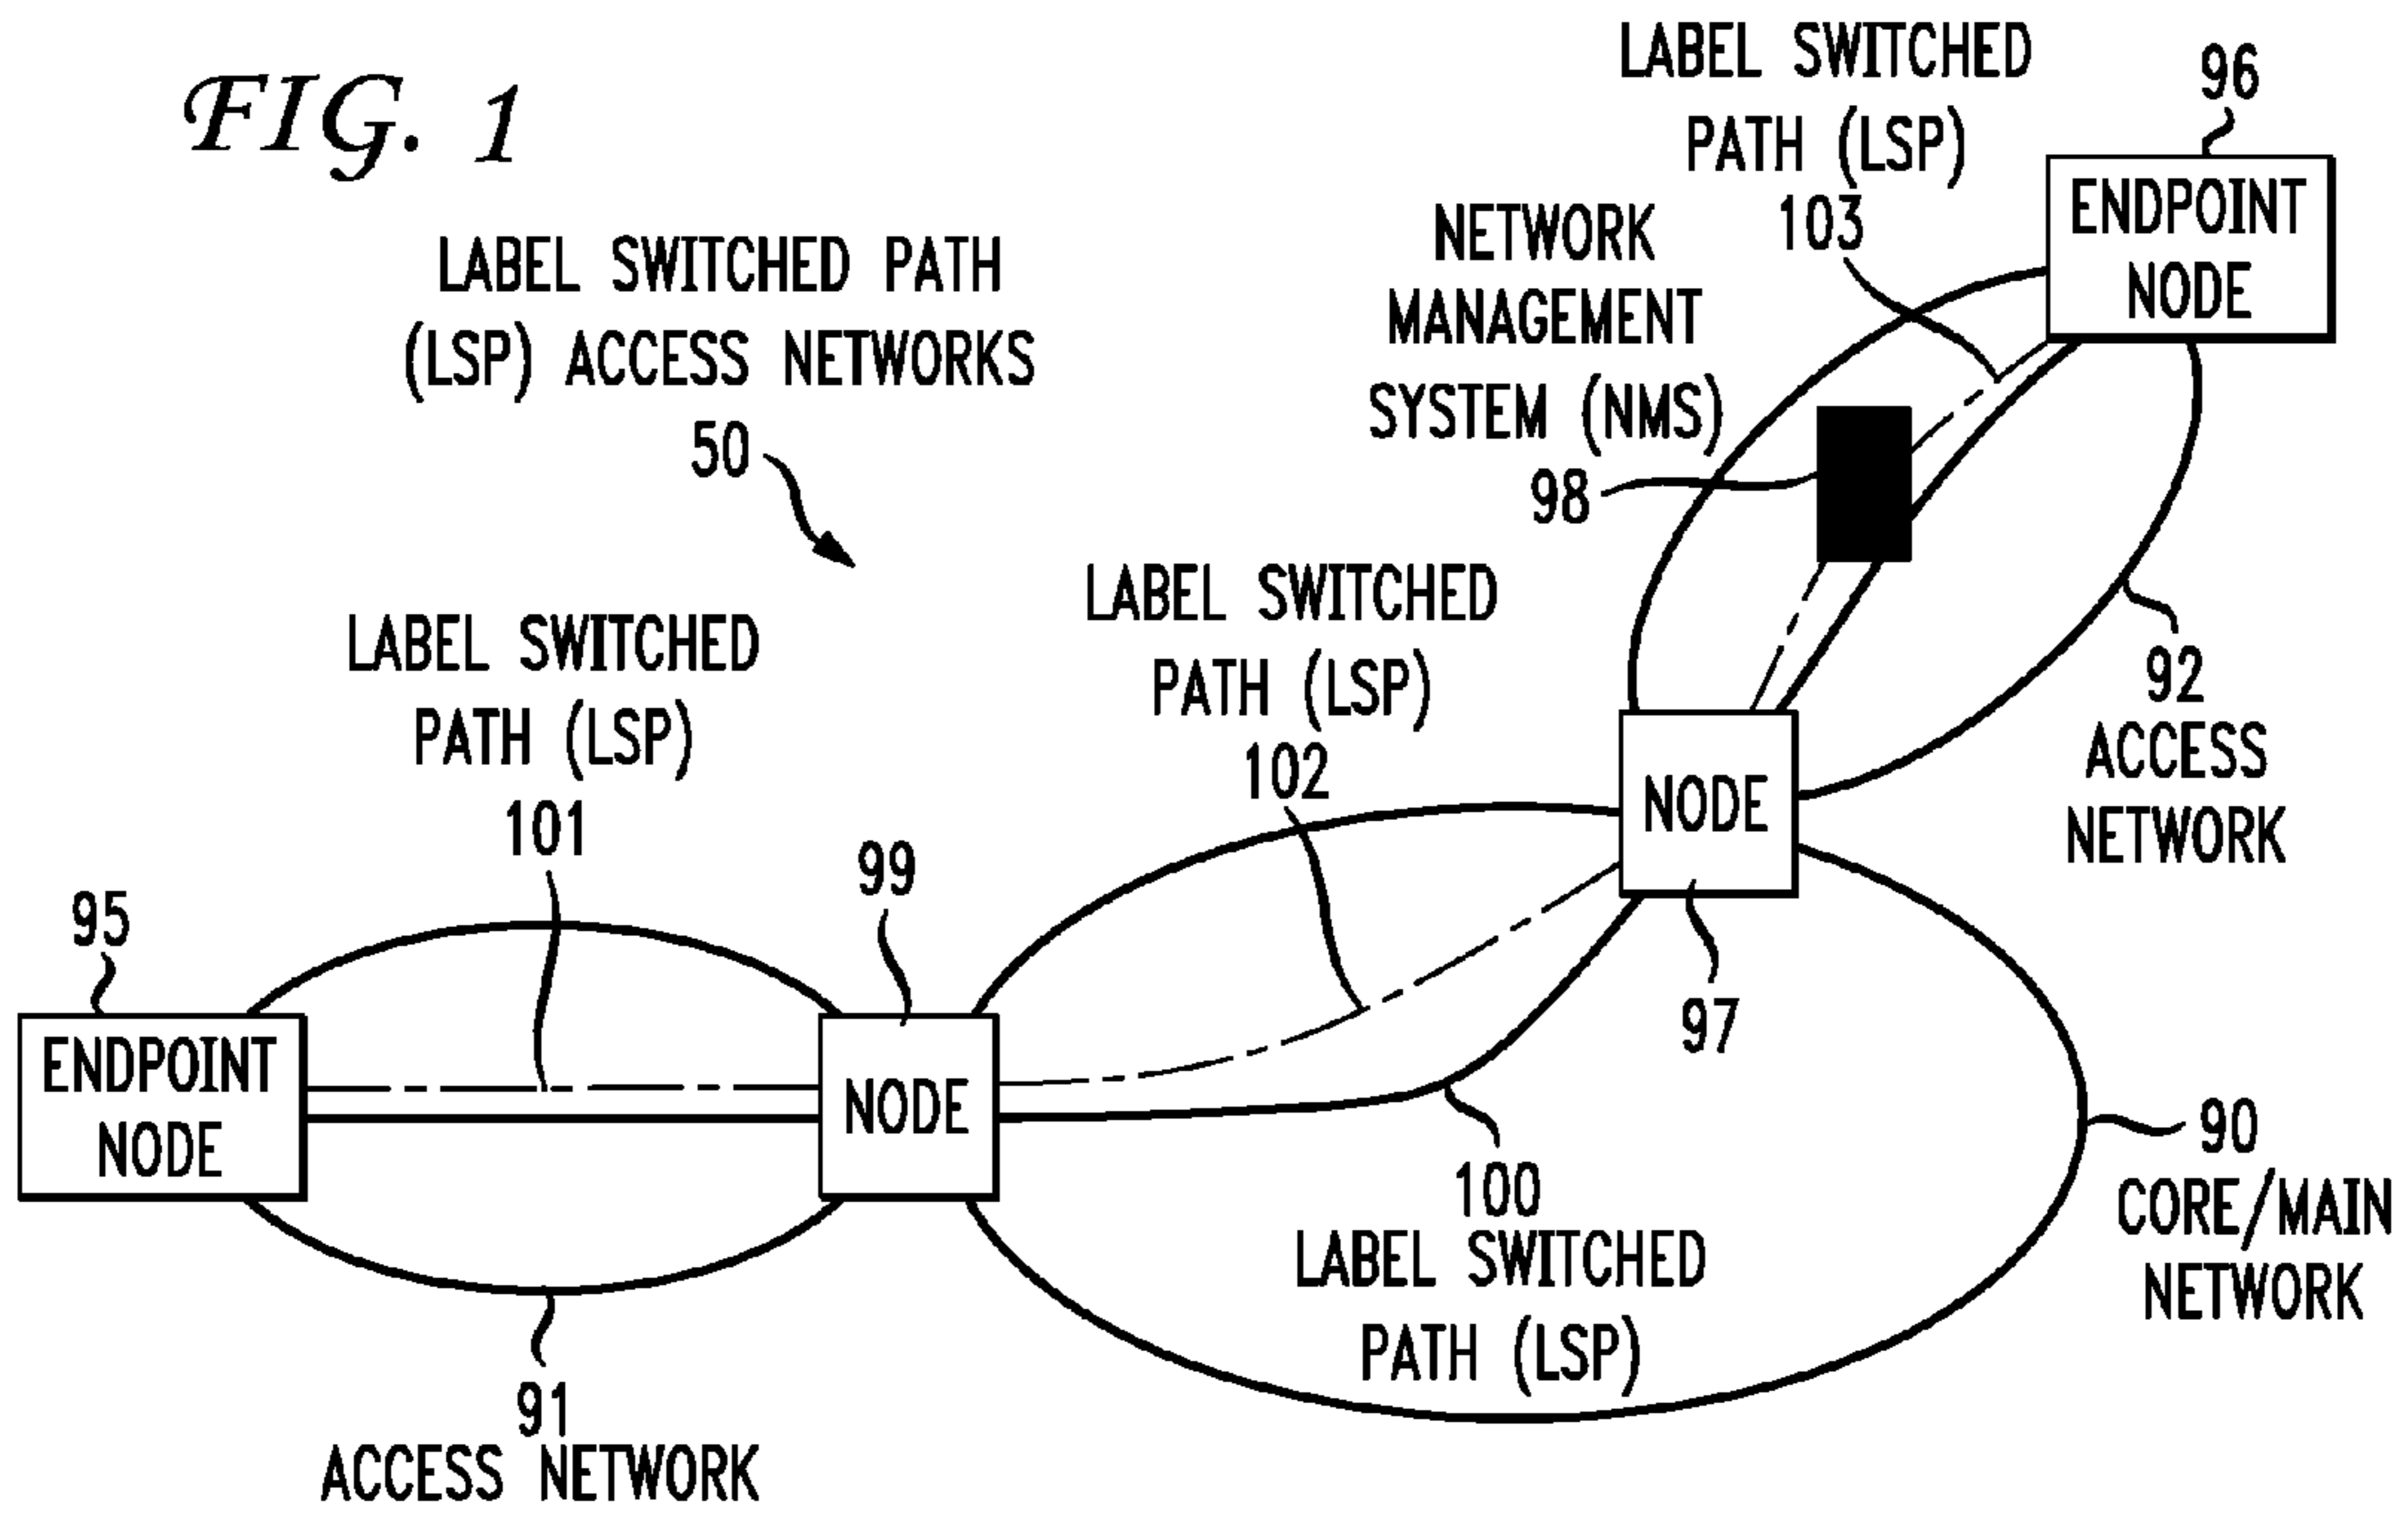 FIG. 1
LABEL SWITCHED PATH
(LSP) ACCESS NETWORKS
50
LABEL SWITCHED
PATH (LSP)
103
96
ENDPOINT
NODE
NETWORK
MANAGEMENT
SYSTEM (NMS)
98
92
ACCESS
NETWORK
LABEL SWITCHED
PATH (LSP)
102
NODE
97
LABEL SWITCHED
PATH (LSP)
101
99
95
ENDPOINT
NODE
NODE
100
LABEL SWITCHED
PATH (LSP)
90
CORE/MAIN
NETWORK
91
ACCESS NETWORK